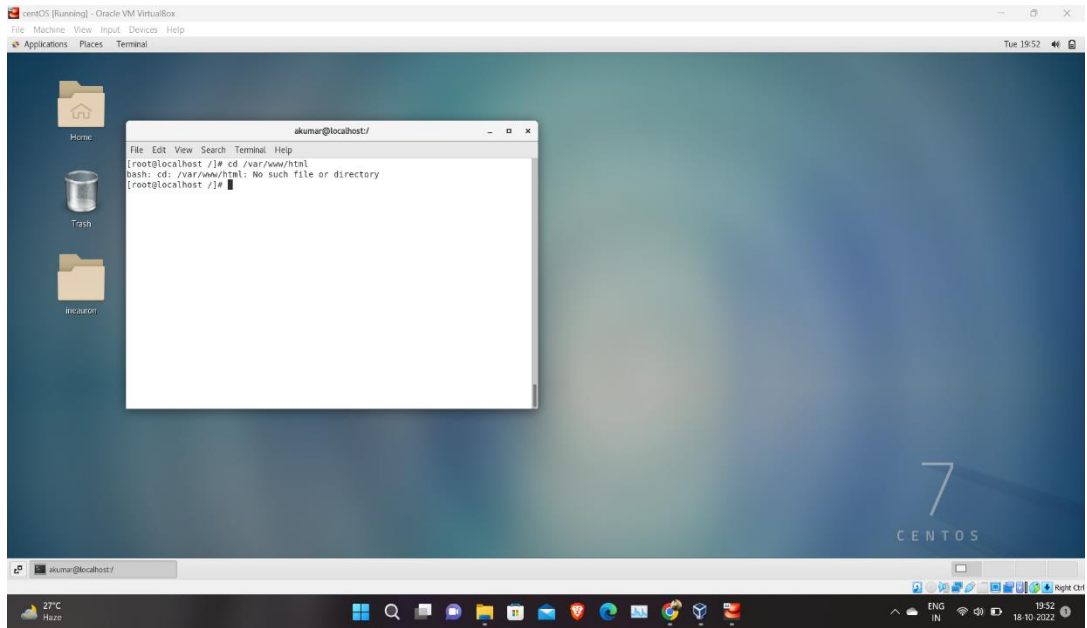 centOS [Running] - Oracle VM VirtualBox
File Machine View Input Devices Help
Applications Places Terminal Tue 19:52
Home
Trash
ineauron
akumar@localhost:/
File Edit View Search Terminal Help
[root@localhost /]# cd /var/www/html
bash: cd: /var/www/html: No such file or directory
[root@localhost /]#
7
CENTOS
akumar@localhost:/
Right Ctrl
27°C
Haze
ENG
IN
19:52
18-10-2022
1